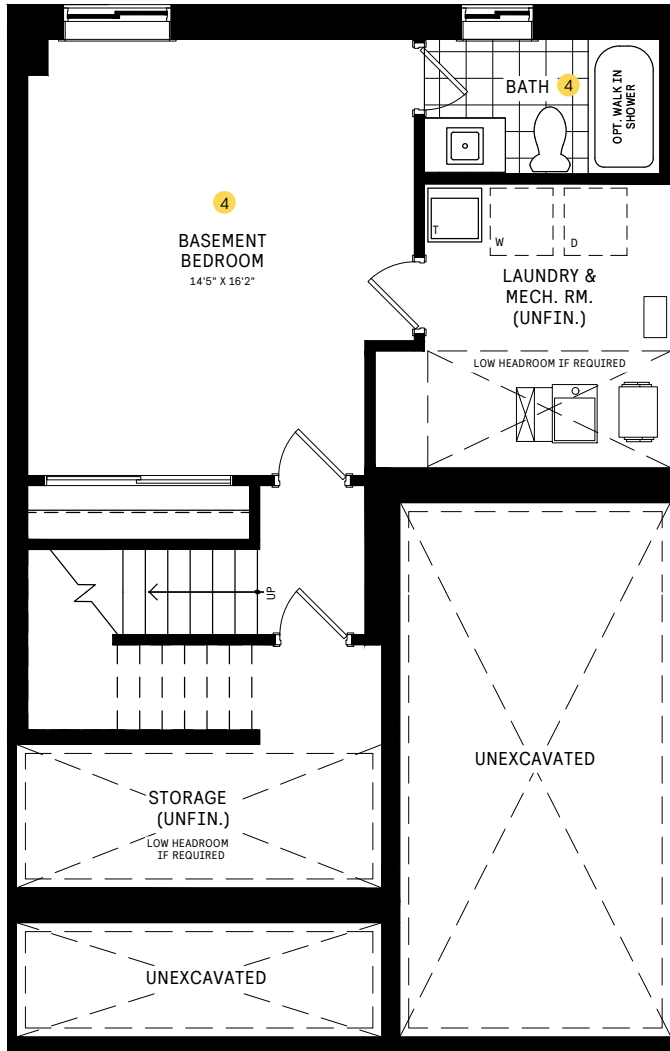 BATH 4
OPT. WALK IN
SHOWER
4
BASEMENT
BEDROOM
14'5" X 16'2"
T
W
D
LAUNDRY &
MECH. RM.
(UNFIN.)
LOW HEADROOM IF REQUIRED
UP
UNEXCAVATED
STORAGE
(UNFIN.)
LOW HEADROOM
IF REQUIRED
UNEXCAVATED